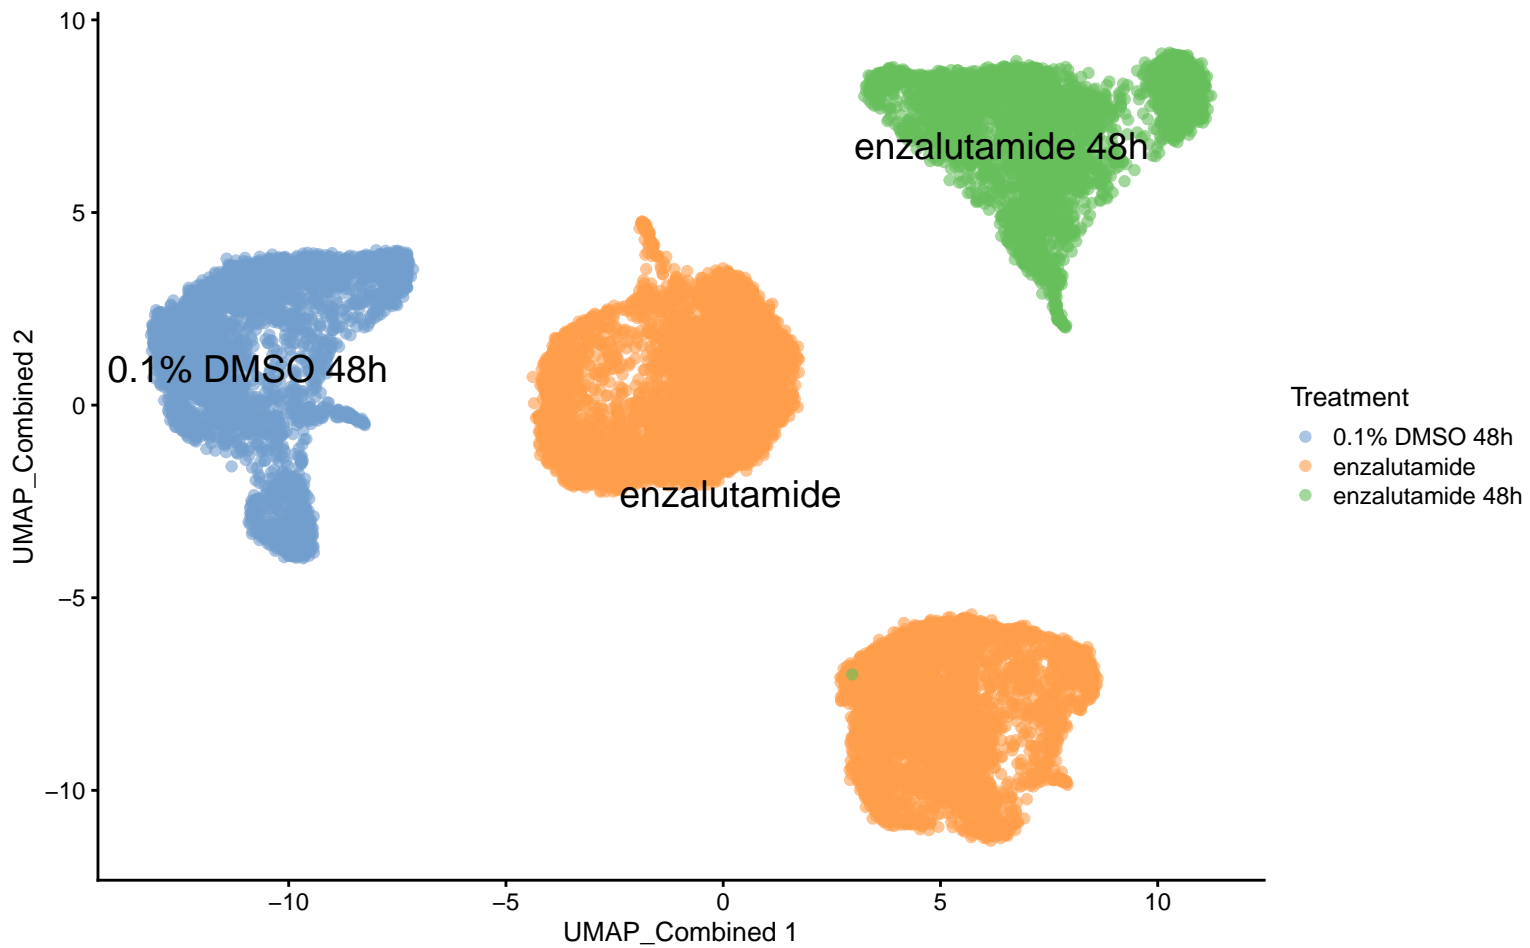 10
5
0
−5
−10
UMAP_Combined 2
enzalutamide 48h
0.1% DMSO 48h
enzalutamide
−10
−5
0
5
10
UMAP_Combined 1
Treatment
0.1% DMSO 48h
enzalutamide
enzalutamide 48h